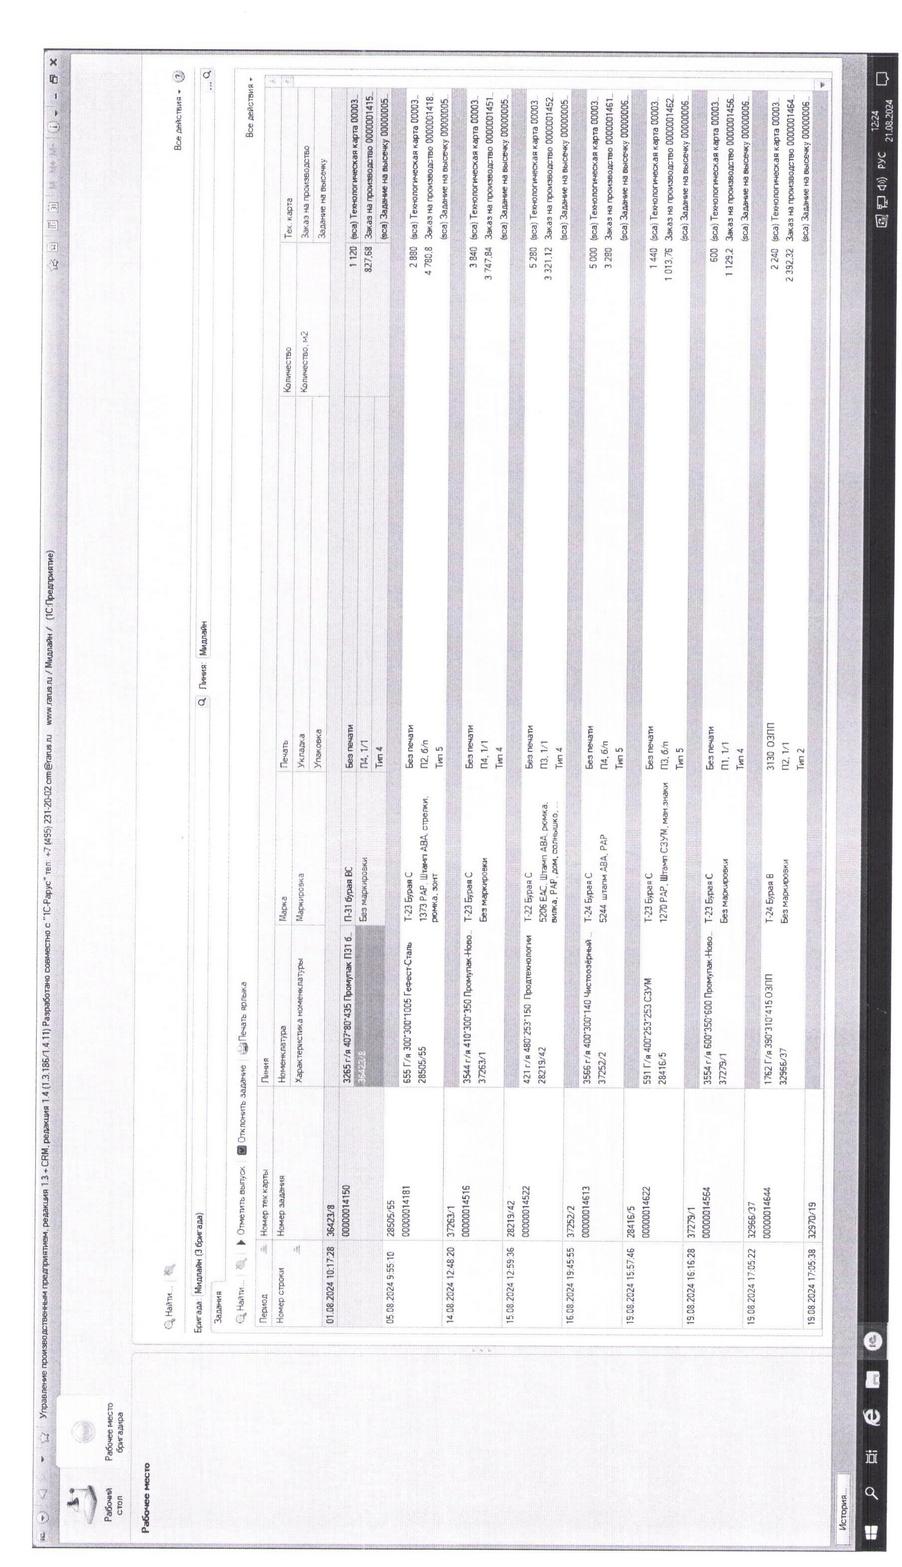 Управление производственным предприятием, редакция 1.3 + CRM, редакция 1.4 (1.3.186/1.4.11) Разработано совместно с "1С-Рарус" тел: +7 (495) 231-20-02 crm@rarus.ru www.rarus.ru / Мидлайн / (1С:Предприятие)
Рабочий стол
Рабочее место бригадира
Рабочее место
Найти...
Все действия
Бригада: Мидлайн (3 бригада)
Линия: Мидлайн
Задания
Найти... Отметить выпуск Отклонить задание Печать ярлыка
Все действия
Период Номер тех карты Линия
Номер строки Номер задания Номенклатура Марка Печать Количество Тех. карта
Характеристика номенклатуры Маркировка Укладка Количество, м2 Заказ на производство
Упаковка Задание на высечку
01.08.2024 10:17:28 36423/8
00000014150 3265 г/я 407*80*435 Промупак П31 б... П-31 бурая ВС Без печати 1 120 (вса) Технологическая карта 00003...
36423/8 Без маркировки П4, 1/1 827,68 Заказ на производство 0000001415...
Тип 4 (вса) Задание на высечку 00000005...
05.08.2024 9:55:10 28505/55
00000014181 655 Г/я 300*300*1005 Гефест-Сталь Т-23 Бурая С Без печати 2 880 (вса) Технологическая карта 00003...
28505/55 1373 РАР, Штамп АВА, стрелки, П2, б/п 4 780,8 Заказ на производство 0000001418...
рюмка, зонт Тип 5 (вса) Задание на высечку 00000005...
14.08.2024 12:48:20 37263/1
00000014516 3544 г/я 410*300*350 Промупак-Ново... Т-23 Бурая С Без печати 3 840 (вса) Технологическая карта 00003...
37263/1 Без маркировки П4, 1/1 3 747,84 Заказ на производство 0000001451...
Тип 4 (вса) Задание на высечку 00000005...
15.08.2024 12:59:36 28219/42
00000014522 421 г/я 480*253*150 Продтехнологии Т-22 Бурая С Без печати 5 280 (вса) Технологическая карта 00003...
28219/42 5206 ЕАС, Штамп АВА, рюмка, П3, 1/1 3 321,12 Заказ на производство 0000001452...
вилка, РАР, дом, солнышко, ... Тип 4 (вса) Задание на высечку 00000005...
16.08.2024 19:45:55 37252/2
00000014613 3566 г/я 400*300*140 Чистоозёрный... Т-24 Бурая С Без печати 5 000 (вса) Технологическая карта 00003...
37252/2 5244 штапм АВА, РАР П4, б/п 3 280 Заказ на производство 0000001461...
Тип 5 (вса) Задание на высечку 00000006...
19.08.2024 15:57:46 28416/5
00000014622 591 Г/я 400*253*253 СЗУМ Т-23 Бурая С Без печати 1 440 (вса) Технологическая карта 00003...
28416/5 1270 РАР, Штамп СЗУМ, ман.знаки П3, б/п 1 013,76 Заказ на производство 0000001462...
Тип 5 (вса) Задание на высечку 00000006...
19.08.2024 16:16:28 37279/1
00000014564 3554 г/я 600*350*600 Промупак-Ново... Т-23 Бурая С Без печати 600 (вса) Технологическая карта 00003...
37279/1 Без маркировки П1, 1/1 1 129,2 Заказ на производство 0000001456...
Тип 4 (вса) Задание на высечку 00000006...
19.08.2024 17:05:22 32966/37
00000014644 1762 Г/я 390*310*415 ОЗПП Т-24 Бурая В 3130 ОЗПП 2 240 (вса) Технологическая карта 00003...
32966/37 Без маркировки П2, 1/1 2 392,32 Заказ на производство 0000001464...
Тип 2 (вса) Задание на высечку 00000006...
19.08.2024 17:05:38 32970/19
История...
РУС
12:24
21.08.2024